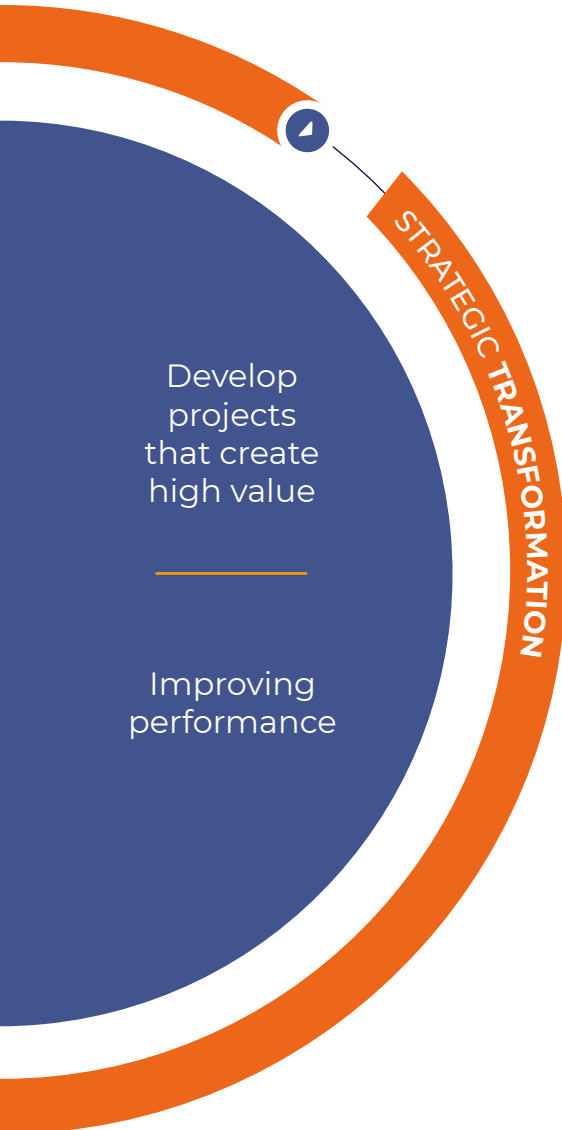 STRATEGIC TRANSFORMATION
Develop
projects
that create
high value
Improving
performance